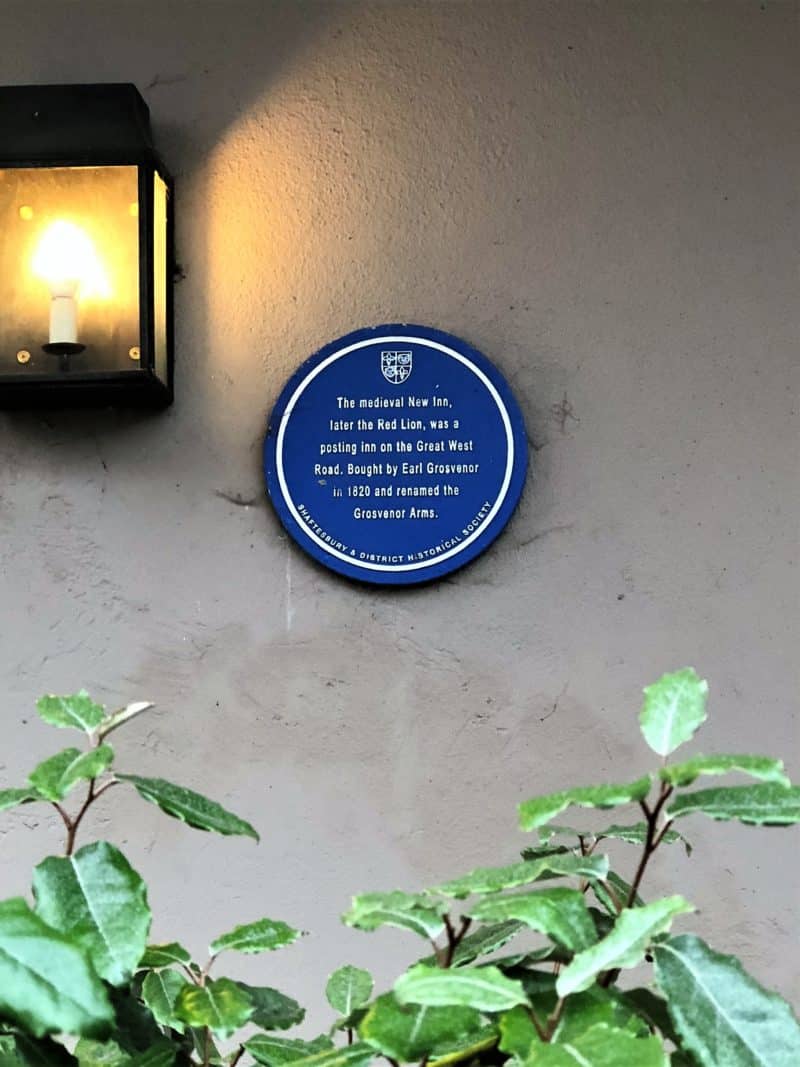 The medieval New Inn,
later the Red Lion, was a
posting inn on the Great West
Road. Bought by Earl Grosvenor
in 1820 and renamed the
Grosvenor Arms.
SHAFTESBURY & DISTRICT HISTORICAL SOCIETY